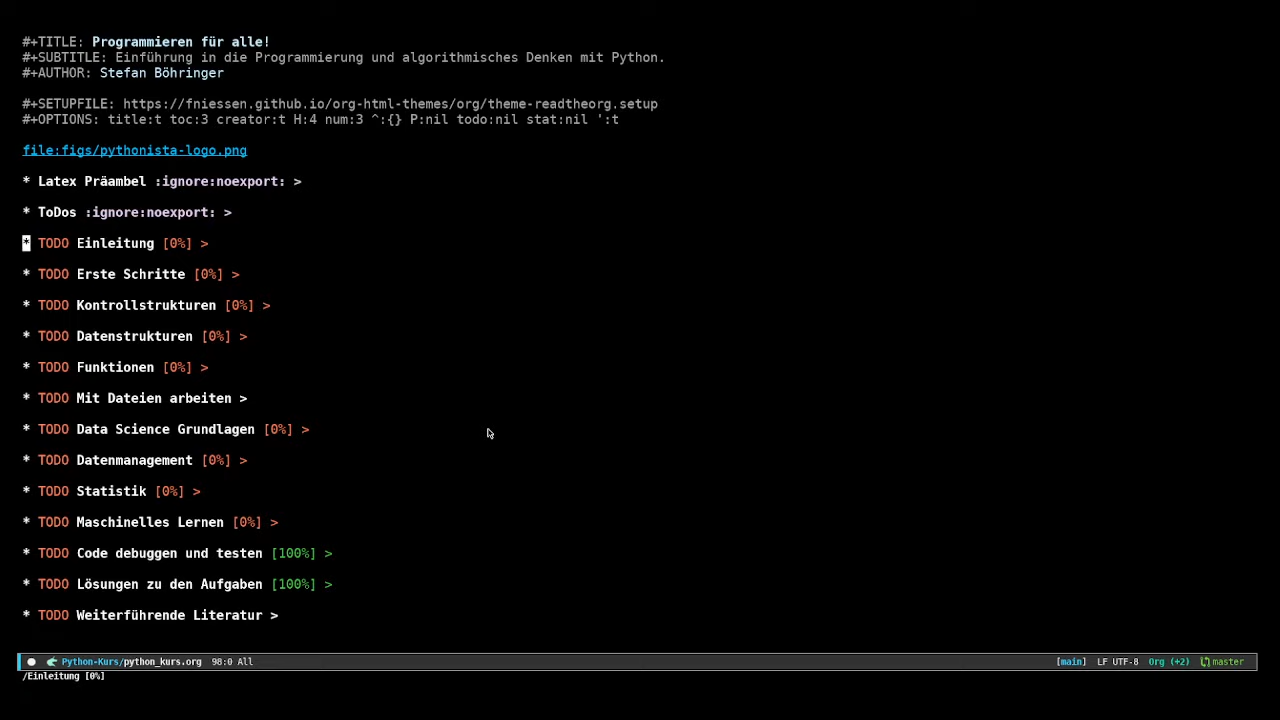 #+TITLE: Programmieren für alle!
#+SUBTITLE: Einführung in die Programmierung und algorithmisches Denken mit Python.
#+AUTHOR: Stefan Böhringer
#+SETUPFILE: https://fniessen.github.io/org-html-themes/org/theme-readtheorg.setup
#+OPTIONS: title:t toc:3 creator:t H:4 num:3 ^:{} P:nil todo:nil stat:nil ':t
file:figs/pythonista-logo.png
* Latex Präambel :ignore:noexport: >
* ToDos :ignore:noexport: >
* TODO Einleitung [0%] >
* TODO Erste Schritte [0%] >
* TODO Kontrollstrukturen [0%] >
* TODO Datenstrukturen [0%] >
* TODO Funktionen [0%] >
* TODO Mit Dateien arbeiten >
* TODO Data Science Grundlagen [0%] >
* TODO Datenmanagement [0%] >
* TODO Statistik [0%] >
* TODO Maschinelles Lernen [0%] >
* TODO Code debuggen und testen [100%] >
* TODO Lösungen zu den Aufgaben [100%] >
* TODO Weiterführende Literatur >
Python-Kurs/python_kurs.org 98:0 All [main] LF UTF-8 Org (+2) master
/Einleitung [0%]